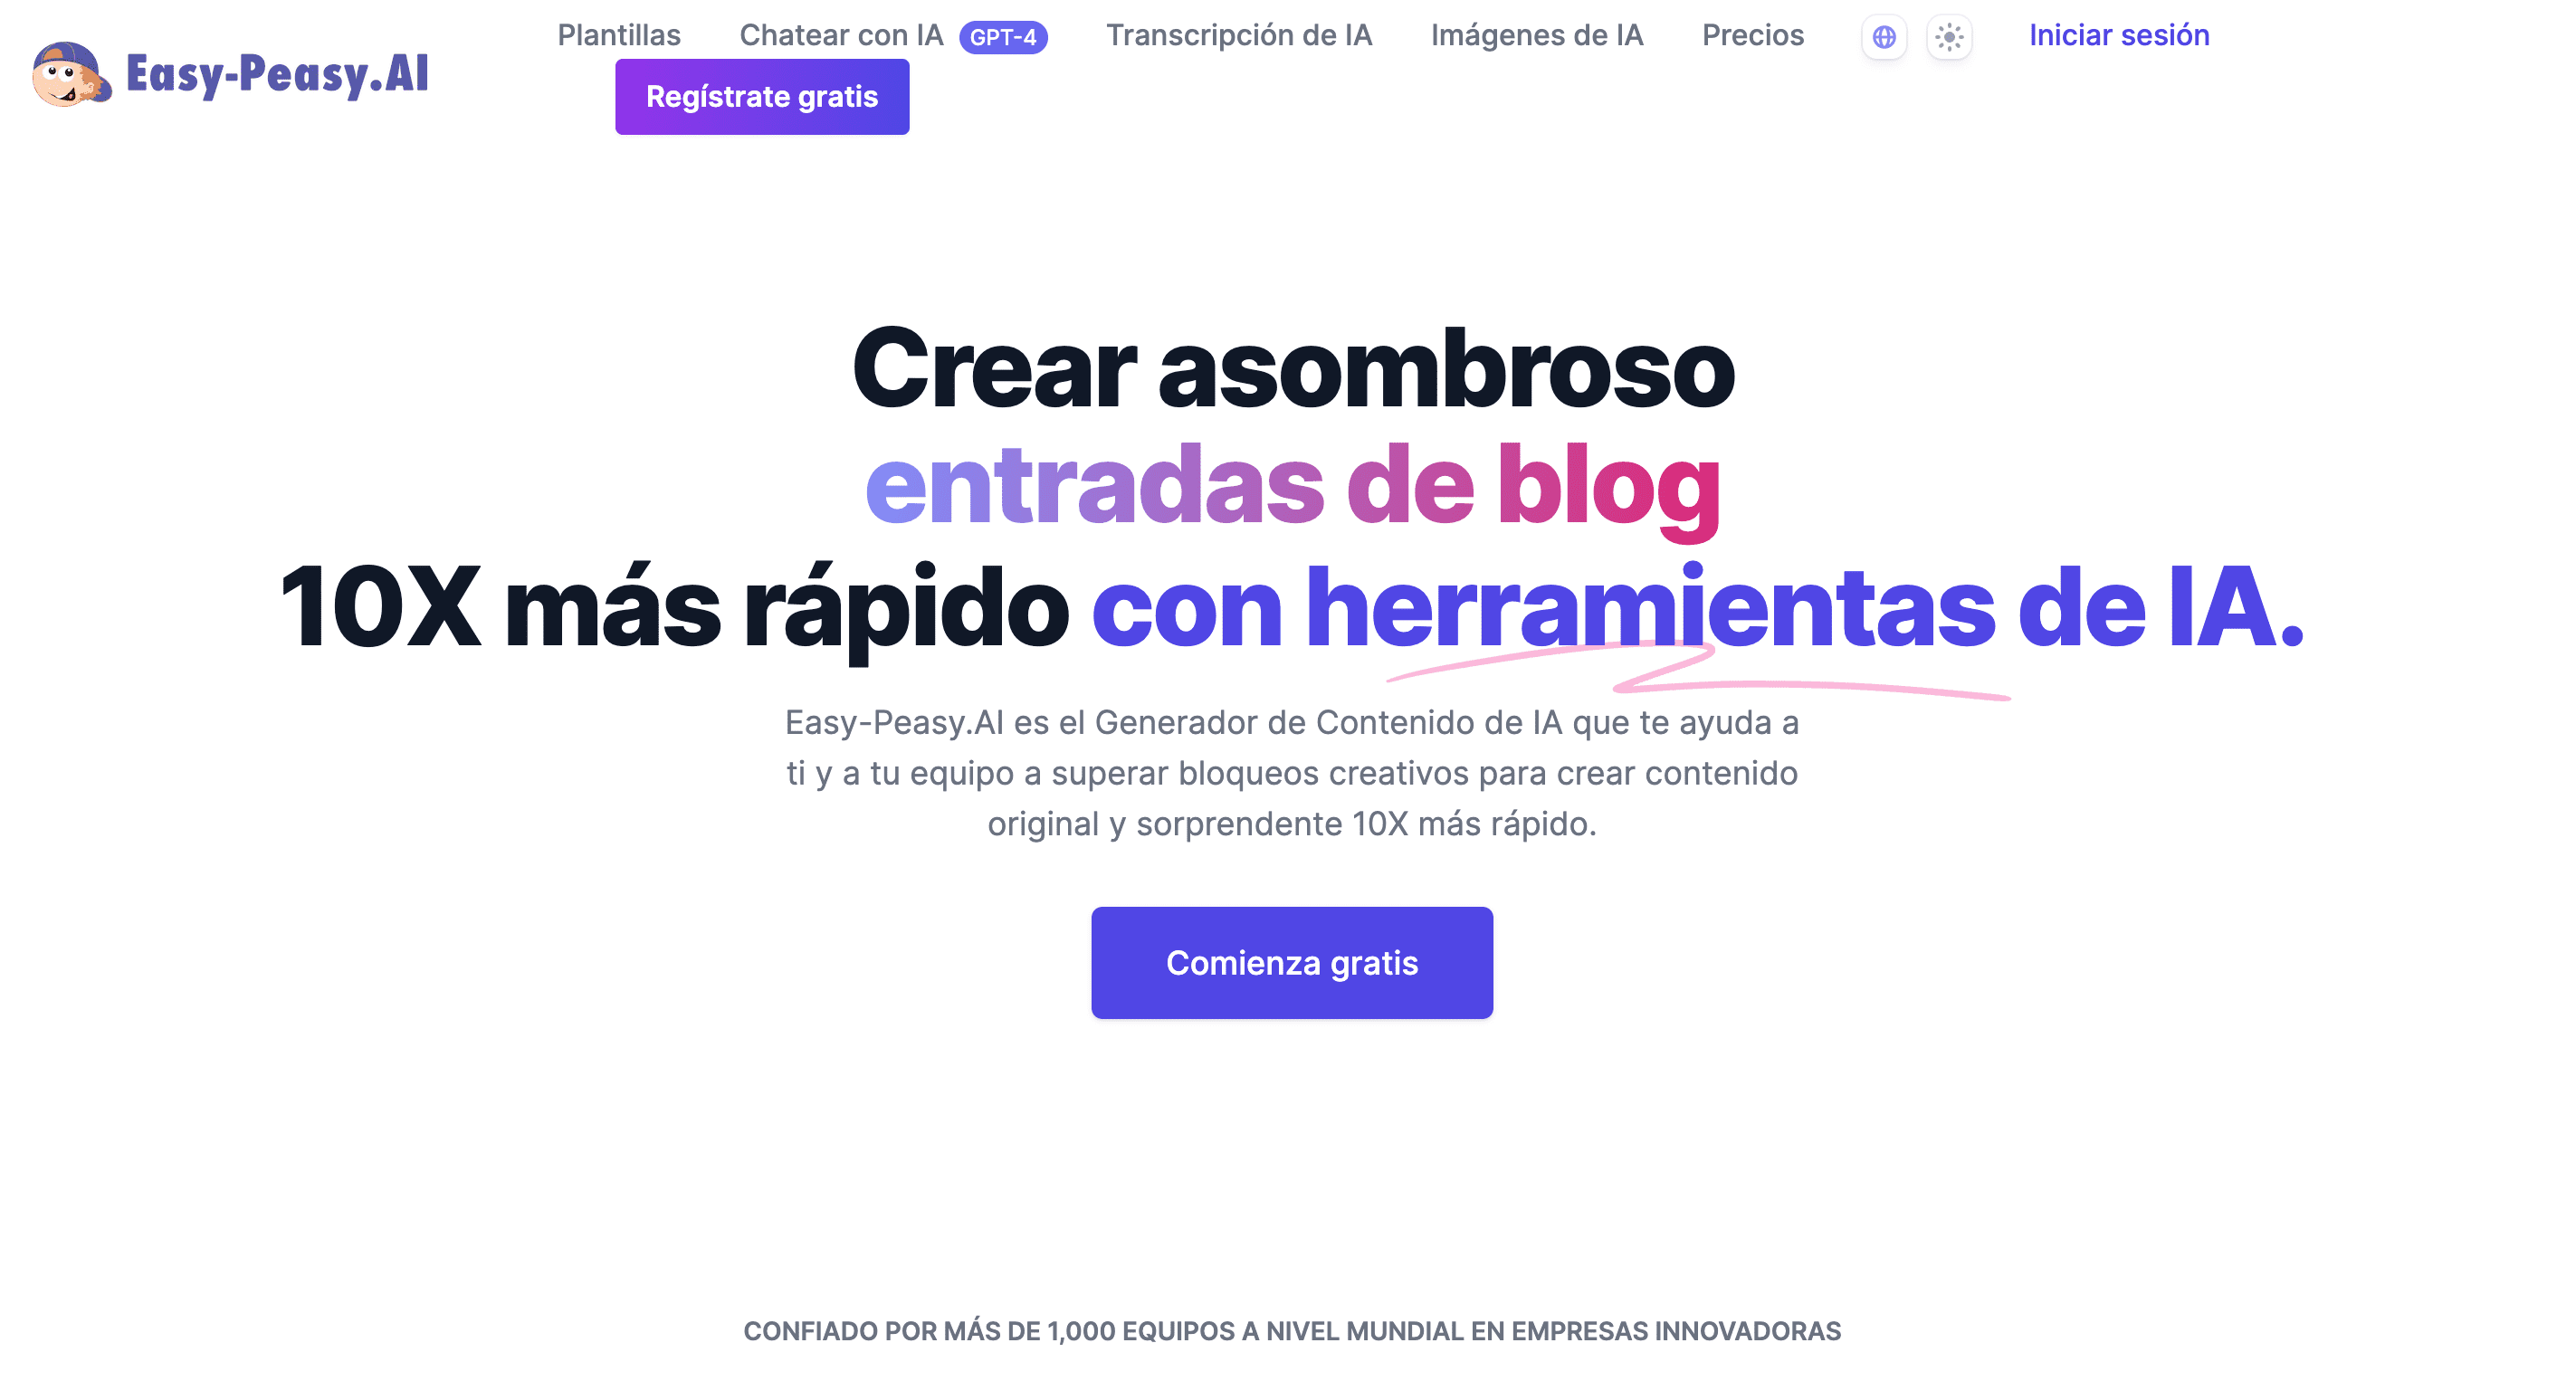 Easy-Peasy.AI
Plantillas Chatear con IA GPT-4 Transcripción de IA Imágenes de IA Precios Iniciar sesión
Regístrate gratis
Crear asombroso
entradas de blog
10X más rápido con herramientas de IA.
Easy-Peasy.AI es el Generador de Contenido de IA que te ayuda a
ti y a tu equipo a superar bloqueos creativos para crear contenido
original y sorprendente 10X más rápido.
Comienza gratis
CONFIADO POR MÁS DE 1,000 EQUIPOS A NIVEL MUNDIAL EN EMPRESAS INNOVADORAS